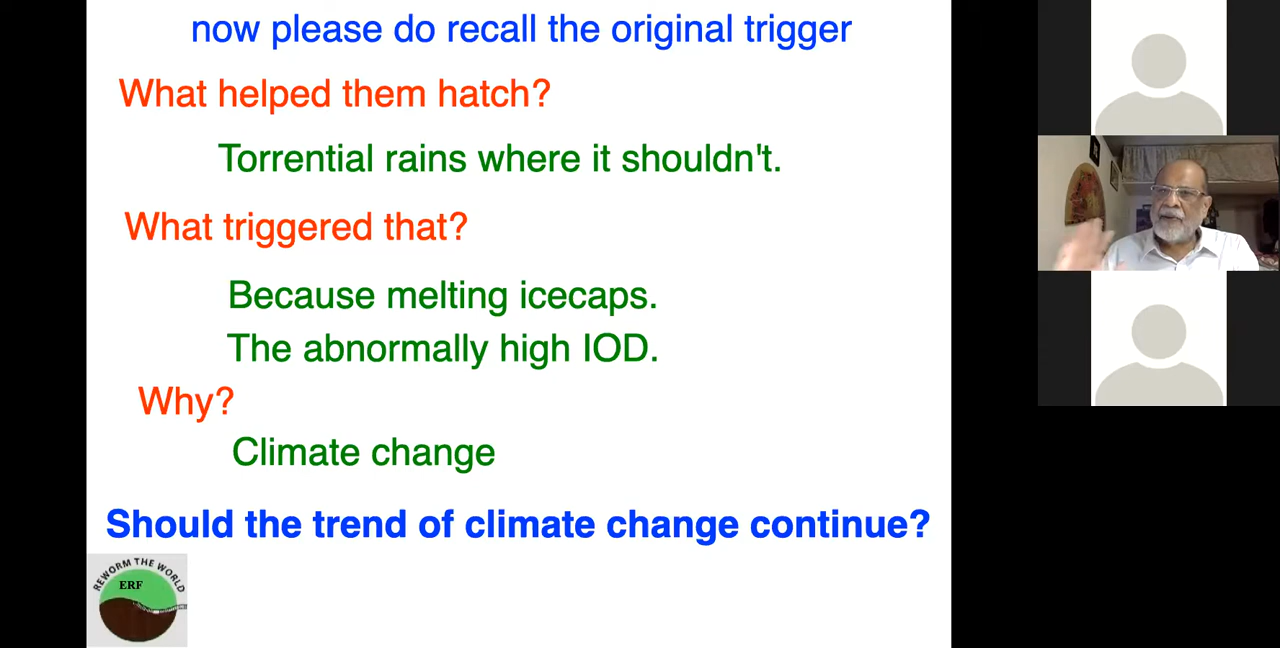 now please do recall the original trigger
What helped them hatch?
Torrential rains where it shouldn't.
What triggered that?
Because melting icecaps.
The abnormally high IOD.
Why?
Climate change
Should the trend of climate change continue?
REWORM THE WORLD
ERF